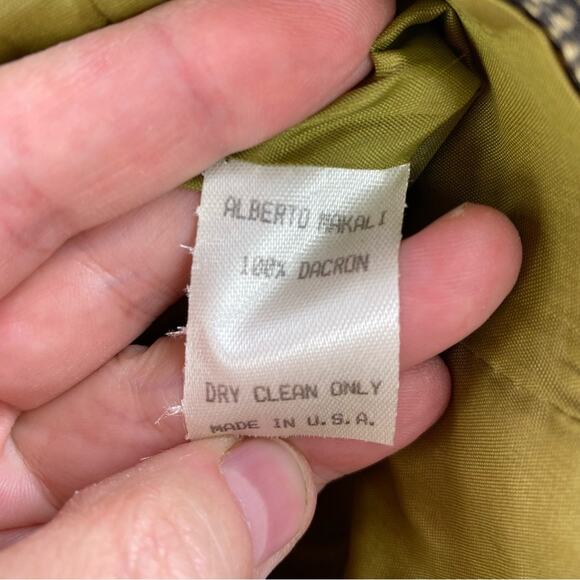 ALBERTO MAKALI
100% DACRON
DRY CLEAN ONLY
MADE IN U.S.A.